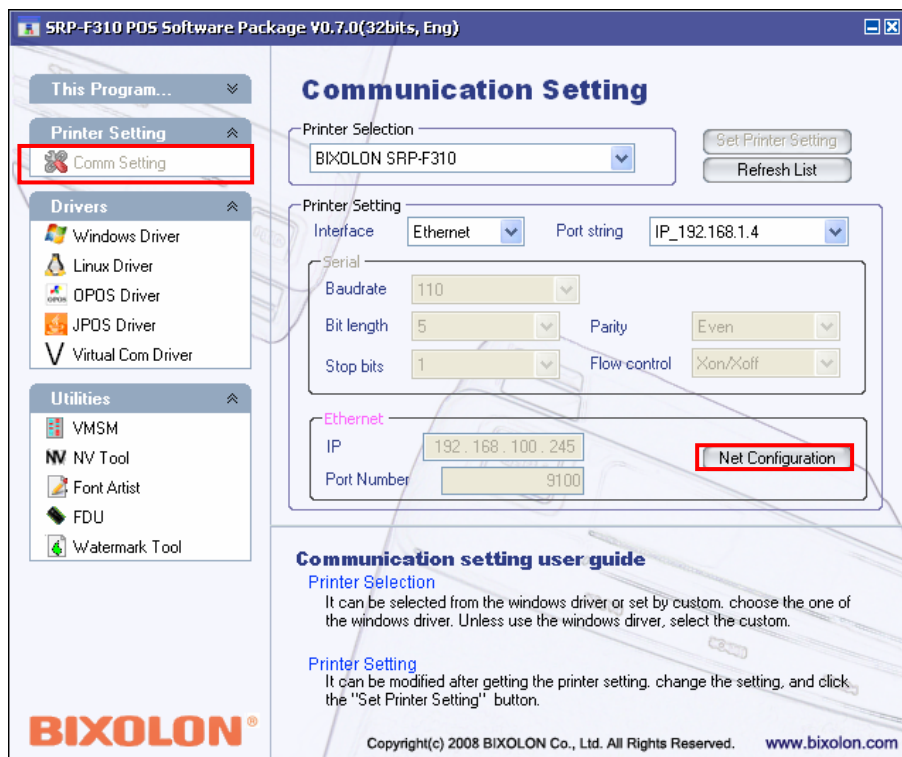 SRP-F310 POS Software Package V0.7.0(32bits, Eng)
This Program...
Printer Setting
Comm Setting
Drivers
Windows Driver
Linux Driver
OPOS Driver
JPOS Driver
Virtual Com Driver
Utilities
VMSM
NV NV Tool
Font Artist
FDU
Watermark Tool
BIXOLON®
Communication Setting
Printer Selection
BIXOLON SRP-F310
Set Printer Setting
Refresh List
Printer Setting
Interface Ethernet Port string IP_192.168.1.4
Serial
Baudrate 110
Bit length 5 Parity Even
Stop bits 1 Flow control Xon/Xoff
Ethernet
IP 192 . 168 . 100 . 245
Net Configuration
Port Number 9100
Communication setting user guide
Printer Selection
It can be selected from the windows driver or set by custom. choose the one of
the windows driver. Unless use the windows dirver, select the custom.
Printer Setting
It can be modified after getting the printer setting. change the setting, and click
the "Set Printer Setting" button.
Copyright(c) 2008 BIXOLON Co., Ltd. All Rights Reserved. www.bixolon.com